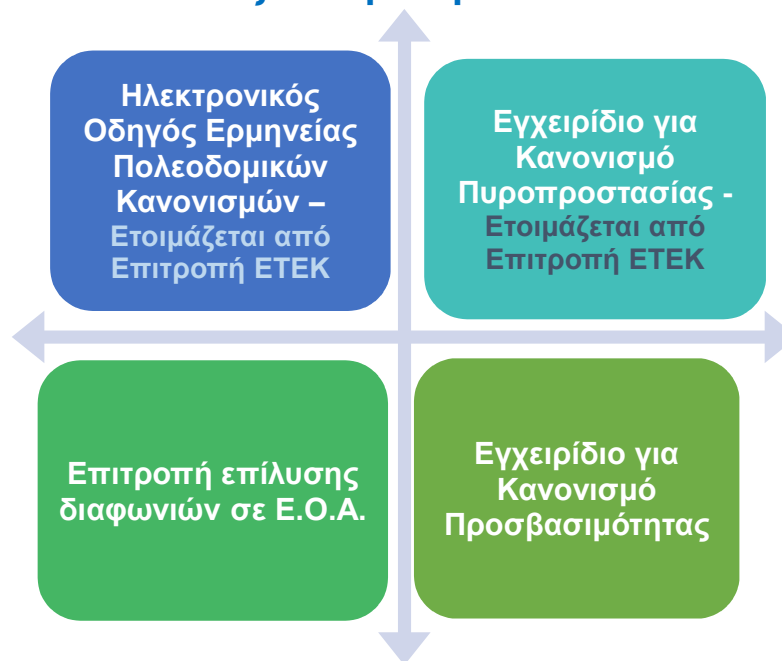 Ηλεκτρονικός
Οδηγός Ερμηνείας
Πολεοδομικών
Κανονισμών –
Ετοιμάζεται από
Επιτροπή ΕΤΕΚ
Εγχειρίδιο για
Κανονισμό
Πυροπροστασίας -
Ετοιμάζεται από
Επιτροπή ΕΤΕΚ
Επιτροπή επίλυσης
διαφωνιών σε Ε.Ο.Α.
Εγχειρίδιο για
Κανονισμό
Προσβασιμότητας